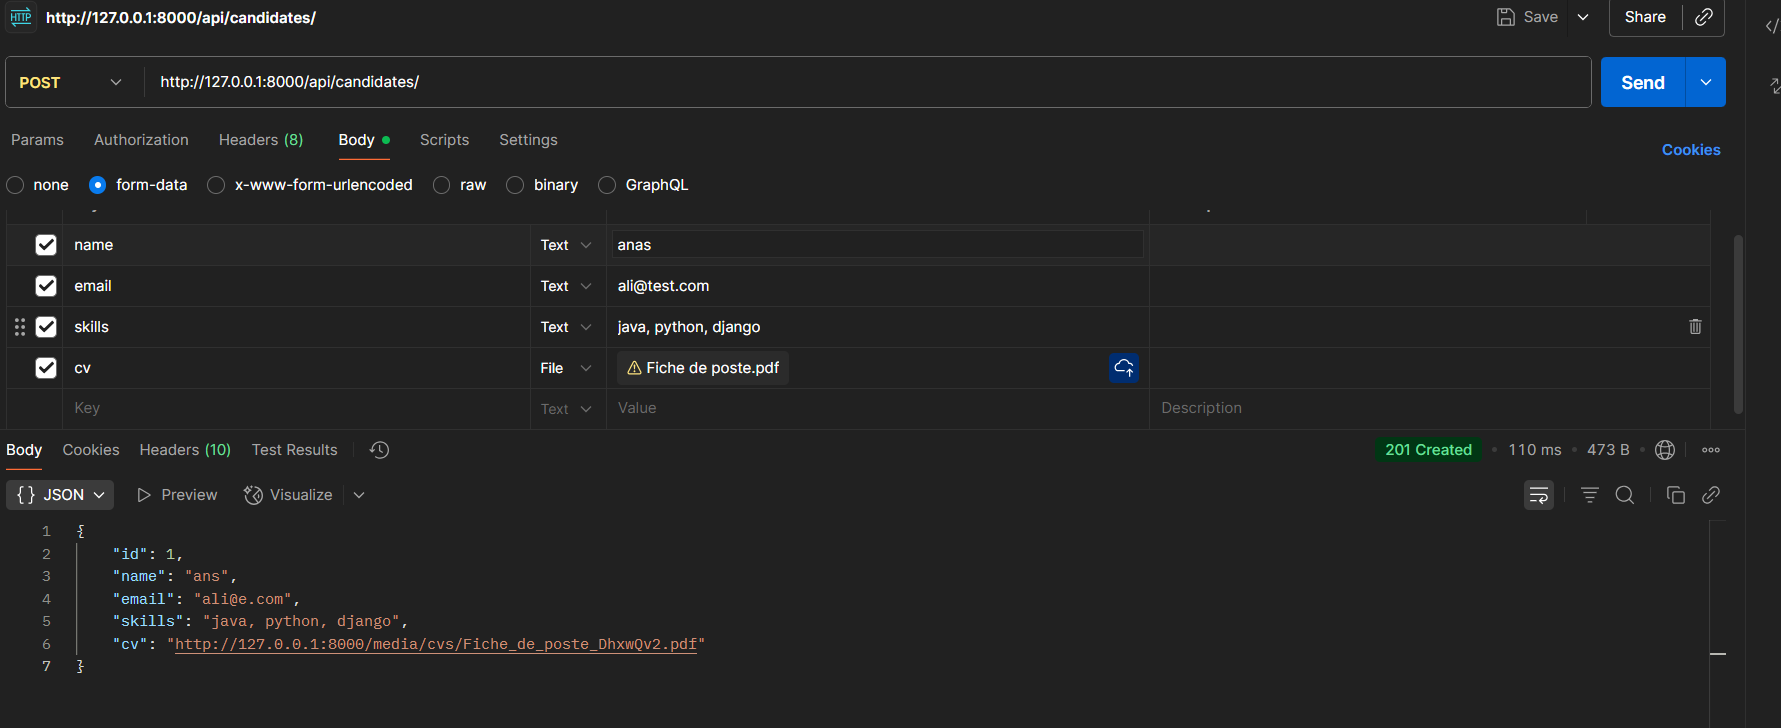 HTTP http://127.0.0.1:8000/api/candidates/ Save Share
POST http://127.0.0.1:8000/api/candidates/ Send
Params Authorization Headers (8) Body Scripts Settings Cookies
none form-data x-www-form-urlencoded raw binary GraphQL
name Text anas
email Text ali@test.com
skills Text java, python, django
cv File Fiche de poste.pdf
Key Text Value Description
Body Cookies Headers (10) Test Results 201 Created • 110 ms • 473 B •
{} JSON Preview Visualize
1 {
2 "id": 1,
3 "name": "ans",
4 "email": "ali@e.com",
5 "skills": "java, python, django",
6 "cv": "http://127.0.0.1:8000/media/cvs/Fiche_de_poste_DhxwQv2.pdf"
7 }